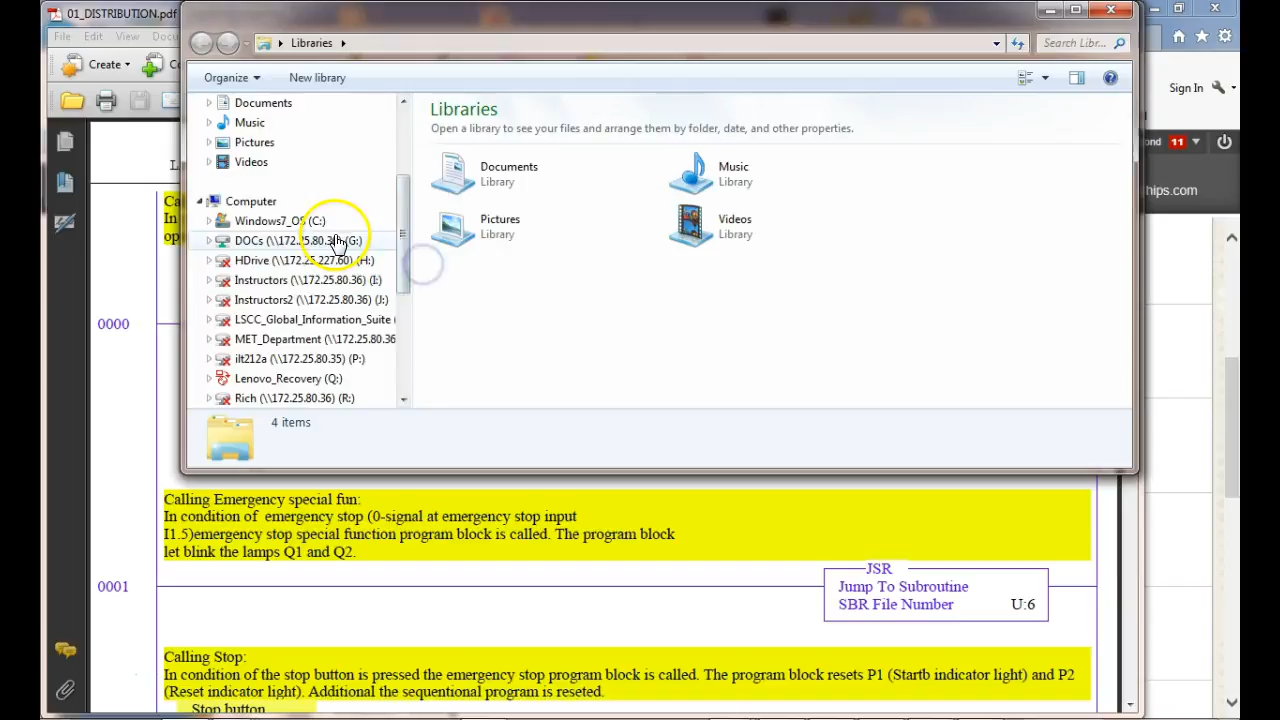 01_DISTRIBUTION.pdf
File Edit View Docu
Create
Co
Libraries
Search Libr...
Organize New library
Documents
Music
Pictures
Videos
Computer
Windows7_OS (C:)
DOCs (\\172.25.80.3 (G:)
HDrive (\\172.25.227.60) (H:)
Instructors (\\172.25.80.36) (I:)
Instructors2 (\\172.25.80.36) (J:)
LSCC_Global_Information_Suite (
MET_Department (\\172.25.80.36
ilt212a (\\172.25.80.35) (P:)
Lenovo_Recovery (Q:)
Rich (\\172.25.80.36) (R:)
Libraries
Open a library to see your files and arrange them by folder, date, and other properties.
Documents
Library
Music
Library
Pictures
Library
Videos
Library
4 items
Sign In
ond 11
hips.com
L
Ca
In
op
0000
Calling Emergency special fun:
In condition of emergency stop (0-signal at emergency stop input
I1.5)emergency stop special function program block is called. The program block
let blink the lamps Q1 and Q2.
0001
JSR
Jump To Subroutine
SBR File Number U:6
Calling Stop:
In condition of the stop button is pressed the emergency stop program block is called. The program block resets P1 (Startb indicator light) and P2
(Reset indicator light). Additional the sequentional program is reseted.
Stop button